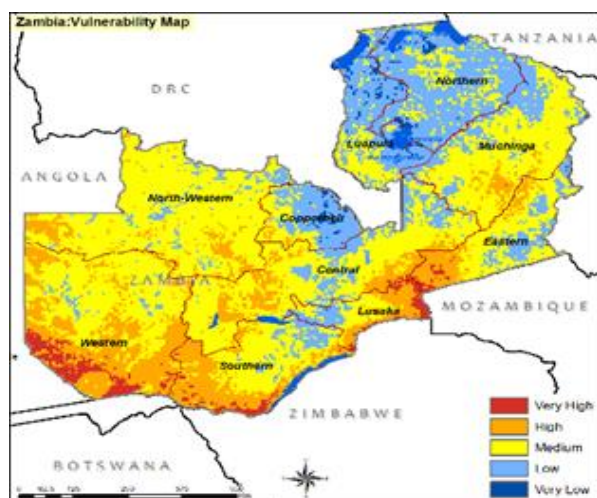 Zambia:Vulnerability Map
TANZANIA
DRC
Northern
Luapula
Muchinga
ANGOLA
North-Western
Copperbelt
Eastern
Central
ZAMBIA
MOZAMBIQUE
Lusaka
Western
Southern
Very High
High
Medium
Low
Very Low
ZIMBABWE
BOTSWANA